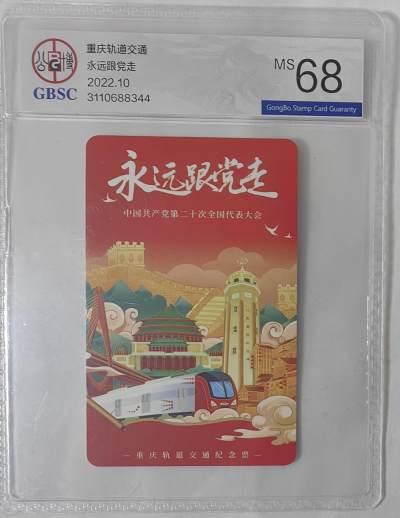 重庆轨道交通
永远跟党走
2022.10
3110688344
GBSC
MS 68
GongBo Stamp Card Guaranty
永远跟党走
中国共产党第二十次全国代表大会
重庆轨道交通纪念票